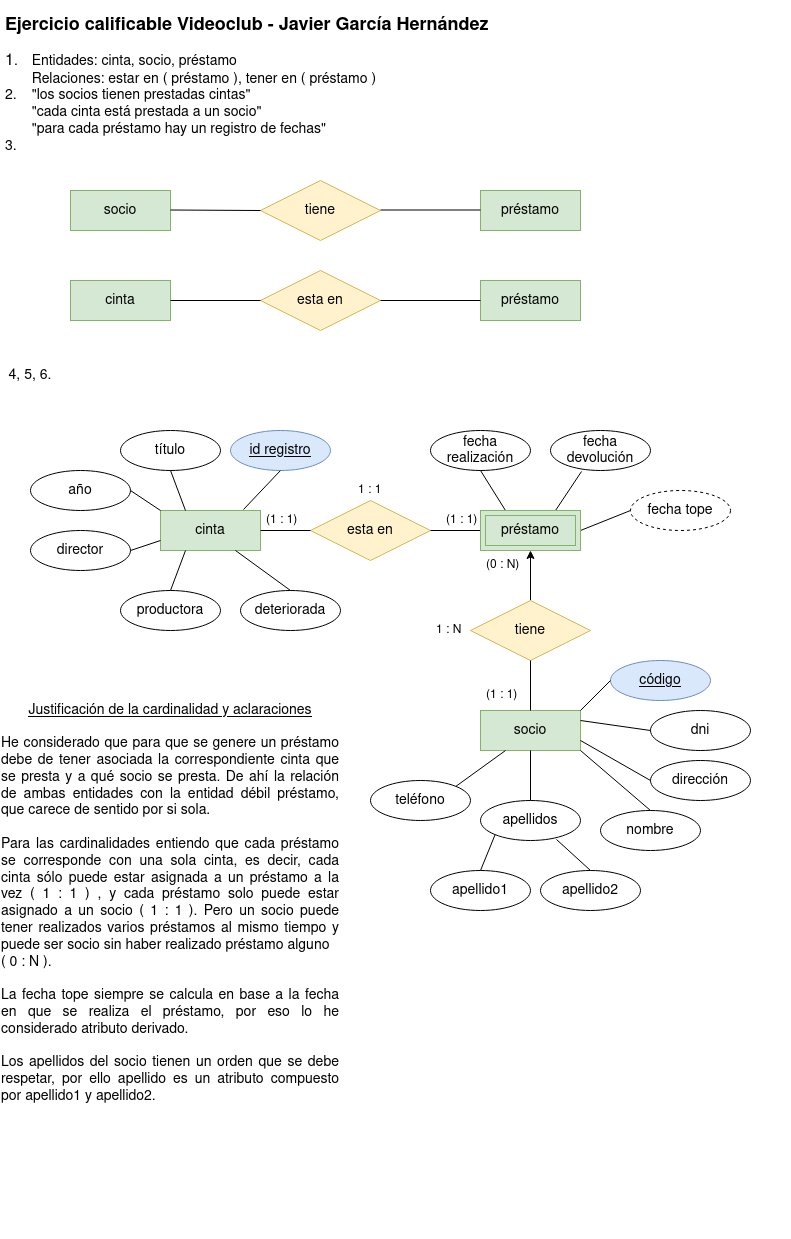 Ejercicio calificable Videoclub - Javier García Hernández
1. Entidades: cinta, socio, préstamo
Relaciones: estar en ( préstamo ), tener en ( préstamo )
2. "los socios tienen prestadas cintas"
"cada cinta está prestada a un socio"
"para cada préstamo hay un registro de fechas"
3.
socio tiene préstamo
cinta esta en préstamo
4, 5, 6.
título
id registro
fecha
realización
fecha
devolución
año
1 : 1
fecha tope
cinta
(1 : 1)
esta en
(1 : 1)
préstamo
director
(0 : N)
productora
deteriorada
1 : N
tiene
(1 : 1)
código
socio
dni
dirección
teléfono
apellidos
nombre
apellido1
apellido2
Justificación de la cardinalidad y aclaraciones
He considerado que para que se genere un préstamo
debe de tener asociada la correspondiente cinta que
se presta y a qué socio se presta. De ahí la relación
de ambas entidades con la entidad débil préstamo,
que carece de sentido por si sola.
Para las cardinalidades entiendo que cada préstamo
se corresponde con una sola cinta, es decir, cada
cinta sólo puede estar asignada a un préstamo a la
vez ( 1 : 1 ) , y cada préstamo solo puede estar
asignado a un socio ( 1 : 1 ). Pero un socio puede
tener realizados varios préstamos al mismo tiempo y
puede ser socio sin haber realizado préstamo alguno
( 0 : N ).
La fecha tope siempre se calcula en base a la fecha
en que se realiza el préstamo, por eso lo he
considerado atributo derivado.
Los apellidos del socio tienen un orden que se debe
respetar, por ello apellido es un atributo compuesto
por apellido1 y apellido2.